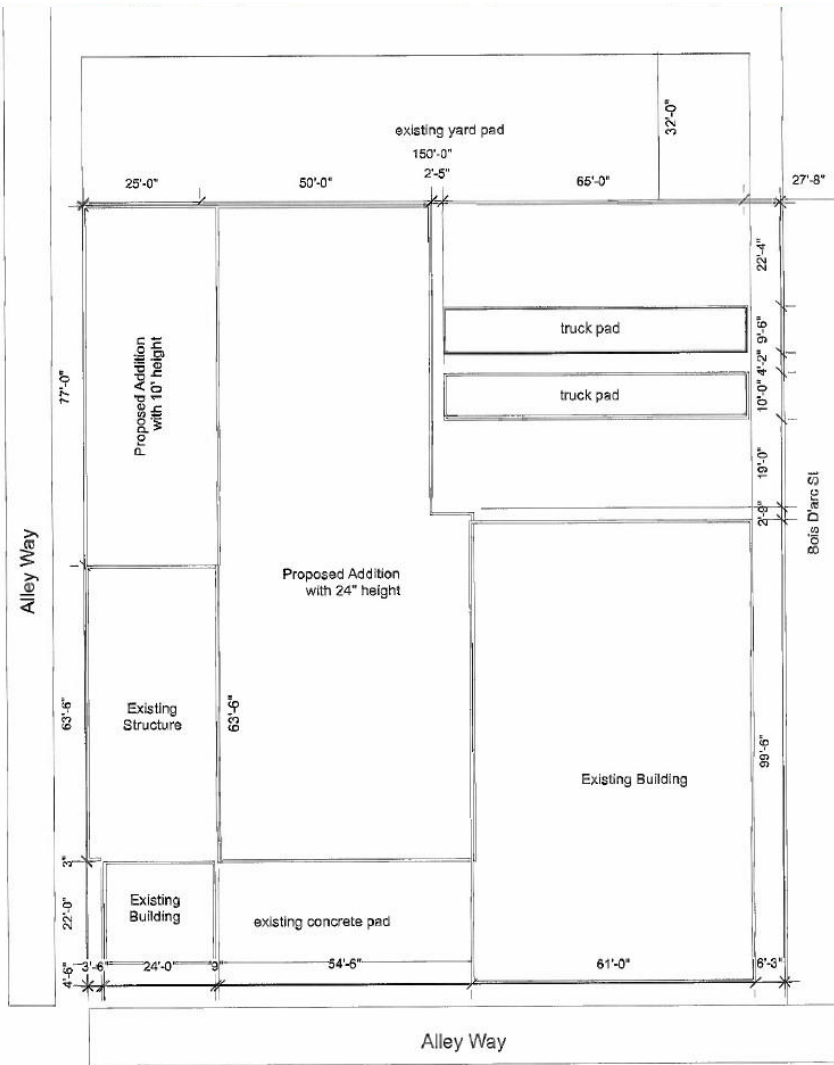 existing yard pad
32'-0"
150'-0"
25'-0"
50'-0"
2'-5"
65'-0"
27'-8"
22'-4"
truck pad
9'-6"
4'-2"
truck pad
10'-0"
Proposed Addition
with 10' height
77'-0"
19'-0"
Bois D'arc St
2'-9"
Alley Way
Proposed Addition
with 24" height
63'-6"
Existing
Structure
63'-6"
99'-6"
Existing Building
3"
22'-0"
Existing
Building
existing concrete pad
4'-6"
3'-6"
24'-0"
9"
54'-6"
61'-0"
6'-3"
Alley Way